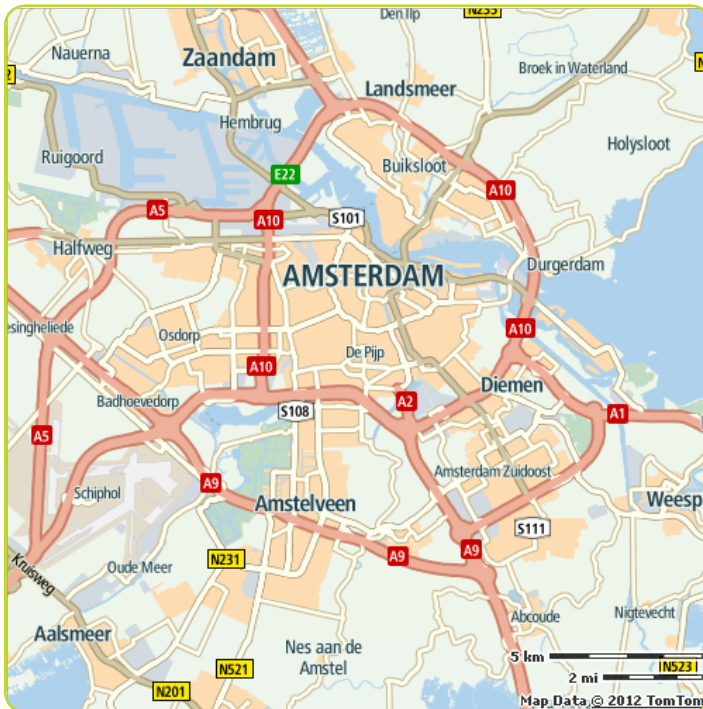 Den Ilp
N235
Nauerna
Zaandam
Landsmeer
Broek in Waterland
Hembrug
Holysloot
Ruigoord
Buiksloot
E22
A10
A5
A10
S101
Halfweg
Durgerdam
AMSTERDAM
esingheliede
Osdorp
A10
De Pijp
A10
Diemen
Badhoevedorp
A2
S108
A1
A5
Amsterdam Zuidoost
A9
Schiphol
Amstelveen
Weesp
S111
Kruisweg
Oude Meer
N231
A9
A9
Abcoude
Nigtevecht
Aalsmeer
Nes aan de
Amstel
5 km
N521
N523
2 mi
N201
Map Data © 2012 TomTom